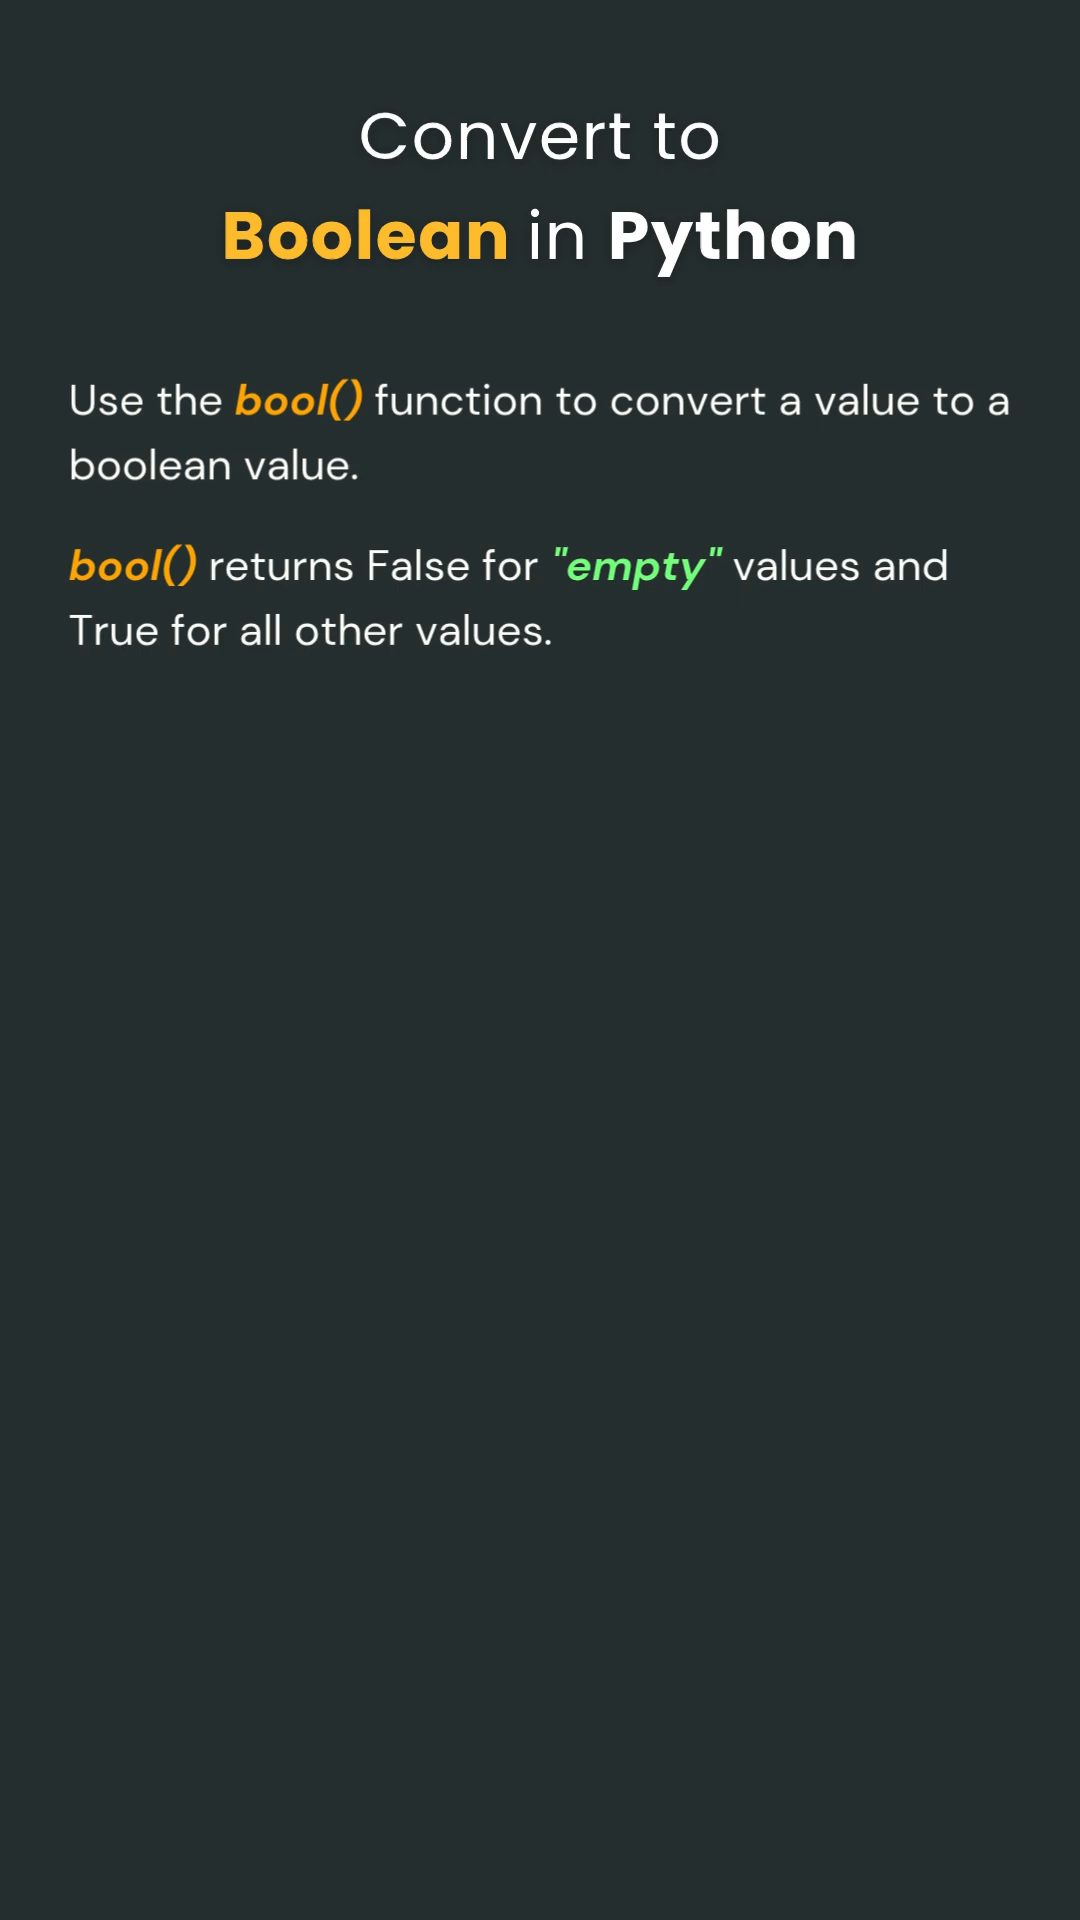 Convert to
Boolean in Python
Use the bool() function to convert a value to a
boolean value.
bool() returns False for "empty" values and
True for all other values.